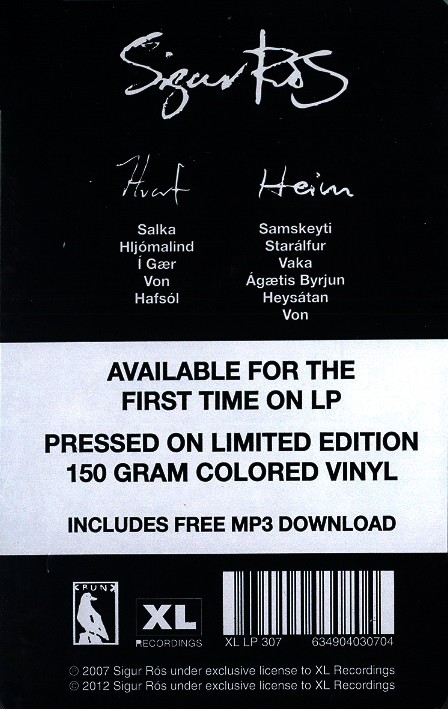 Sigur Rós
Hvarf
Salka
Hljómalind
Í Gær
Von
Hafsól
Heim
Samskeyti
Starálfur
Vaka
Ágætis Byrjun
Heysátan
Von
AVAILABLE FOR THE
FIRST TIME ON LP
PRESSED ON LIMITED EDITION
150 GRAM COLORED VINYL
INCLUDES FREE MP3 DOWNLOAD
KRUNK
XL
RECORDINGS
XL LP 307 634904030704
℗ 2007 Sigur Rós under exclusive license to XL Recordings
© 2012 Sigur Rós under exclusive license to XL Recordings